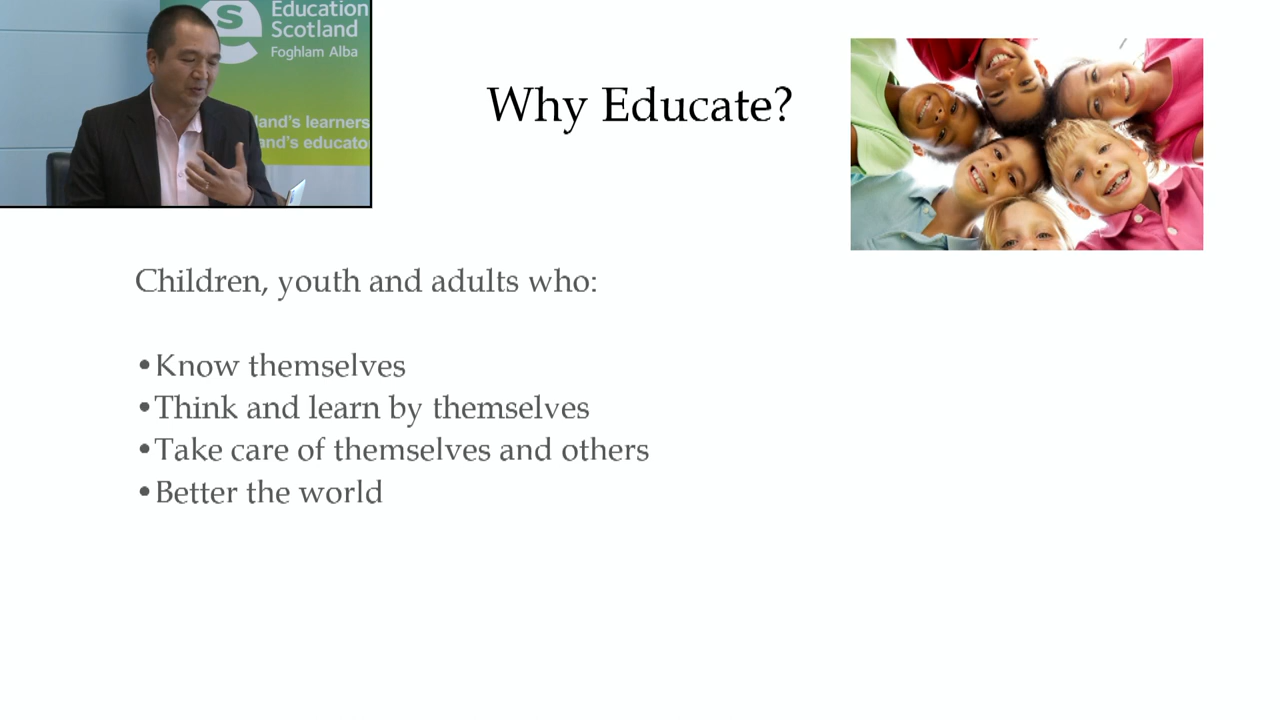 Education
Scotland
Foghlam Alba
land's learners
and's educato
Why Educate?
Children, youth and adults who:
•Know themselves
•Think and learn by themselves
•Take care of themselves and others
•Better the world